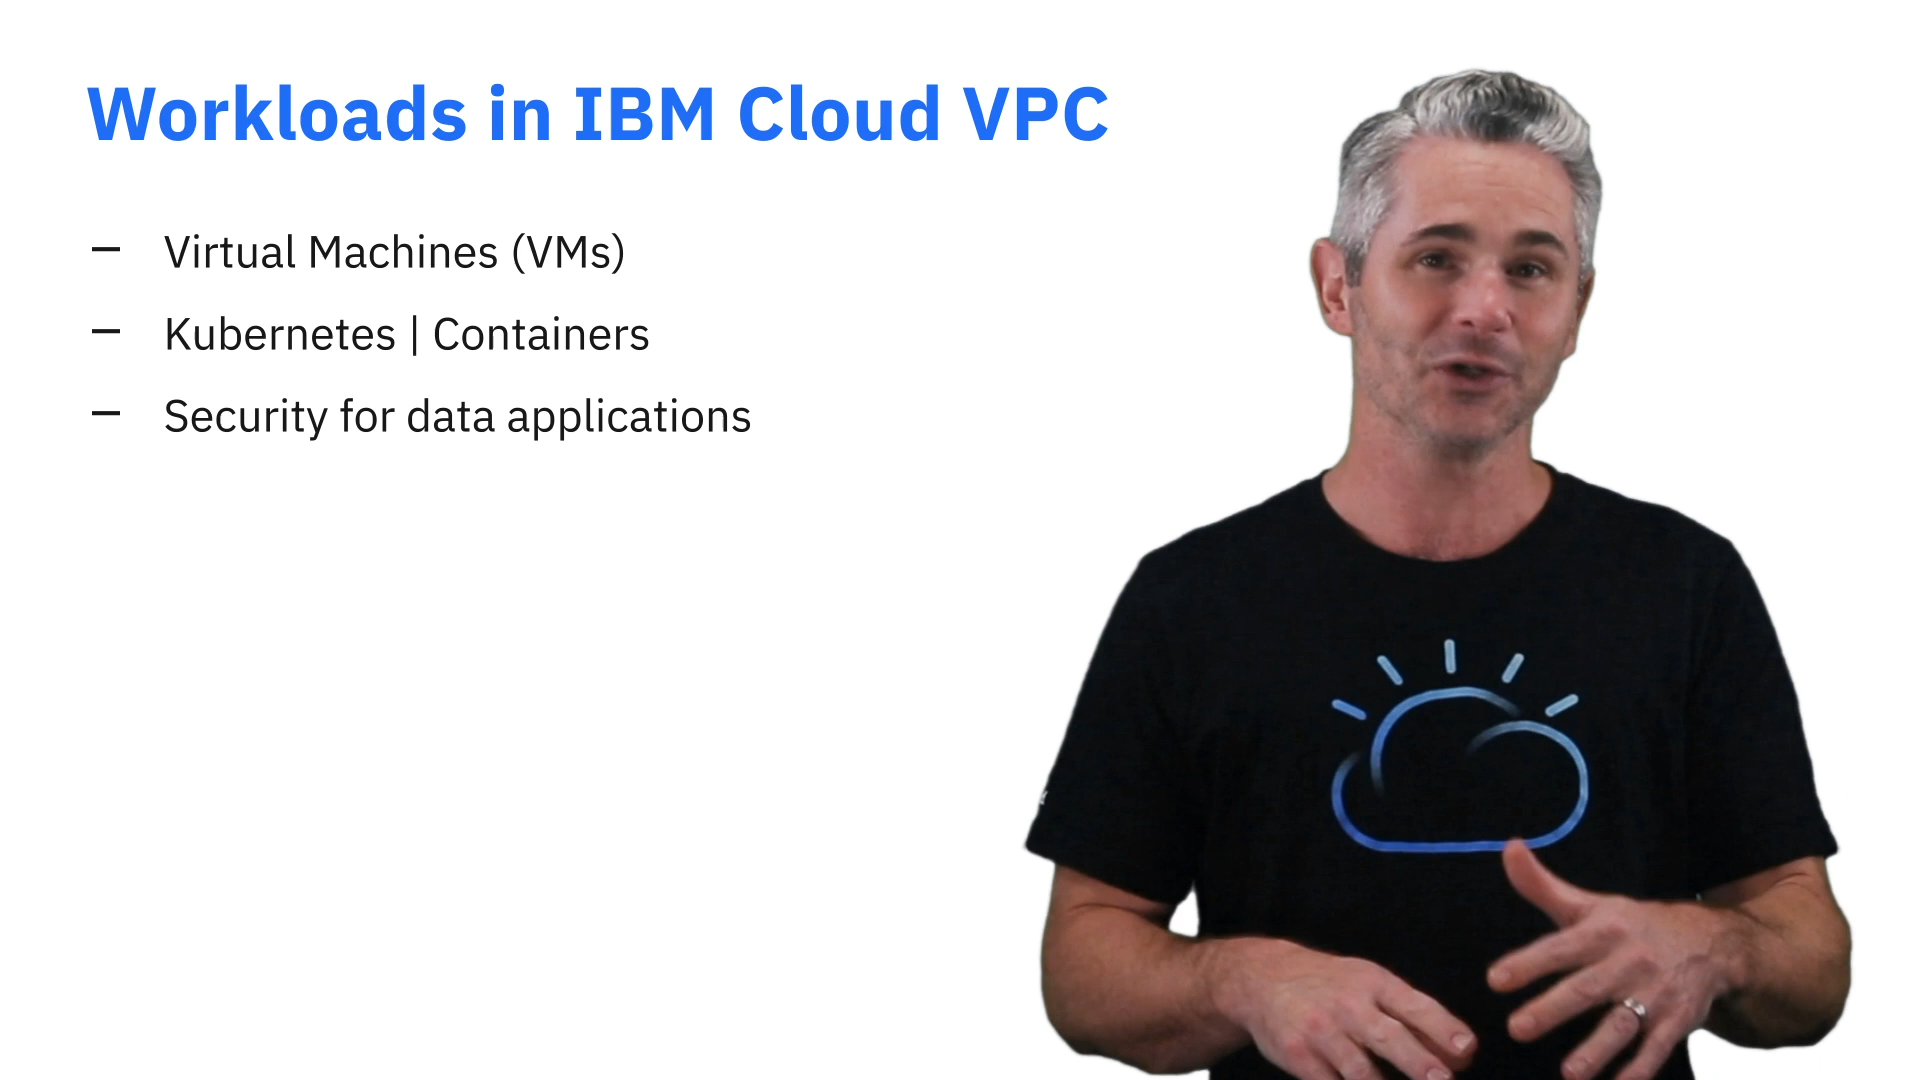 Workloads in IBM Cloud VPC
– Virtual Machines (VMs)
– Kubernetes | Containers
– Security for data applications